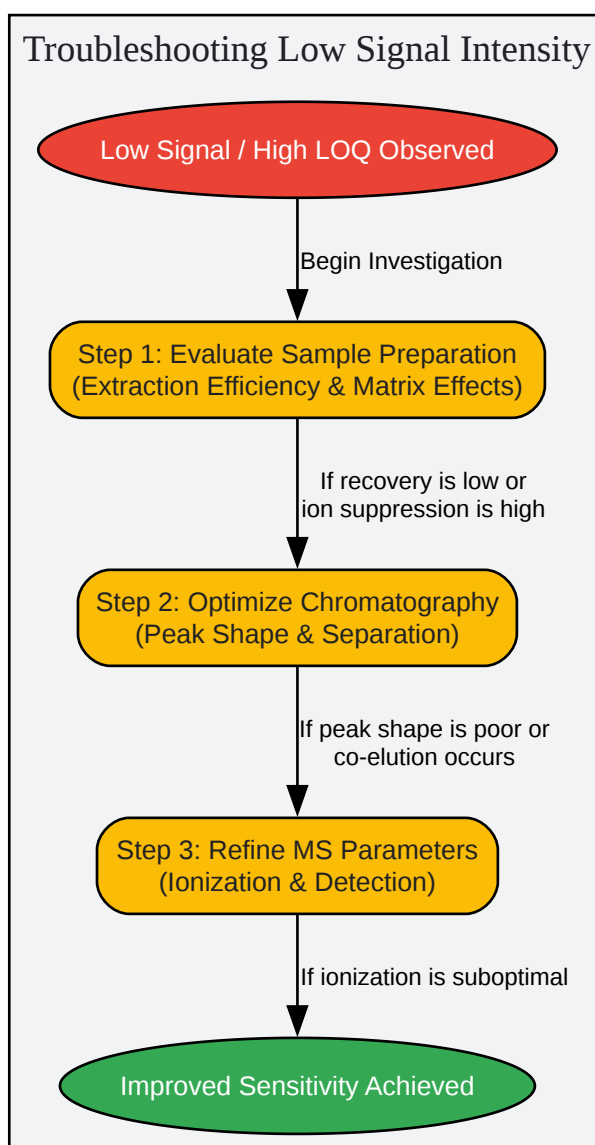 Troubleshooting Low Signal Intensity
Low Signal / High LOQ Observed
Begin Investigation
Step 1: Evaluate Sample Preparation
(Extraction Efficiency & Matrix Effects)
If recovery is low or
ion suppression is high
Step 2: Optimize Chromatography
(Peak Shape & Separation)
If peak shape is poor or
co-elution occurs
Step 3: Refine MS Parameters
(Ionization & Detection)
If ionization is suboptimal
Improved Sensitivity Achieved